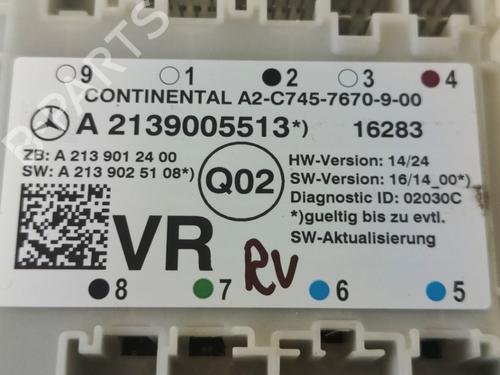 9 1 2 3 4
CONTINENTAL A2-C745-7670-9-00
A 2139005513*) 16283
ZB: A 213 901 24 00
SW: A 213 902 51 08*)
Q02
HW-Version: 14/24
SW-Version: 16/14_00*)
Diagnostic ID: 02030C
*)gueltig bis zu evtl.
SW-Aktualisierung
VR
RV
8 7 6 5
B-PARTS